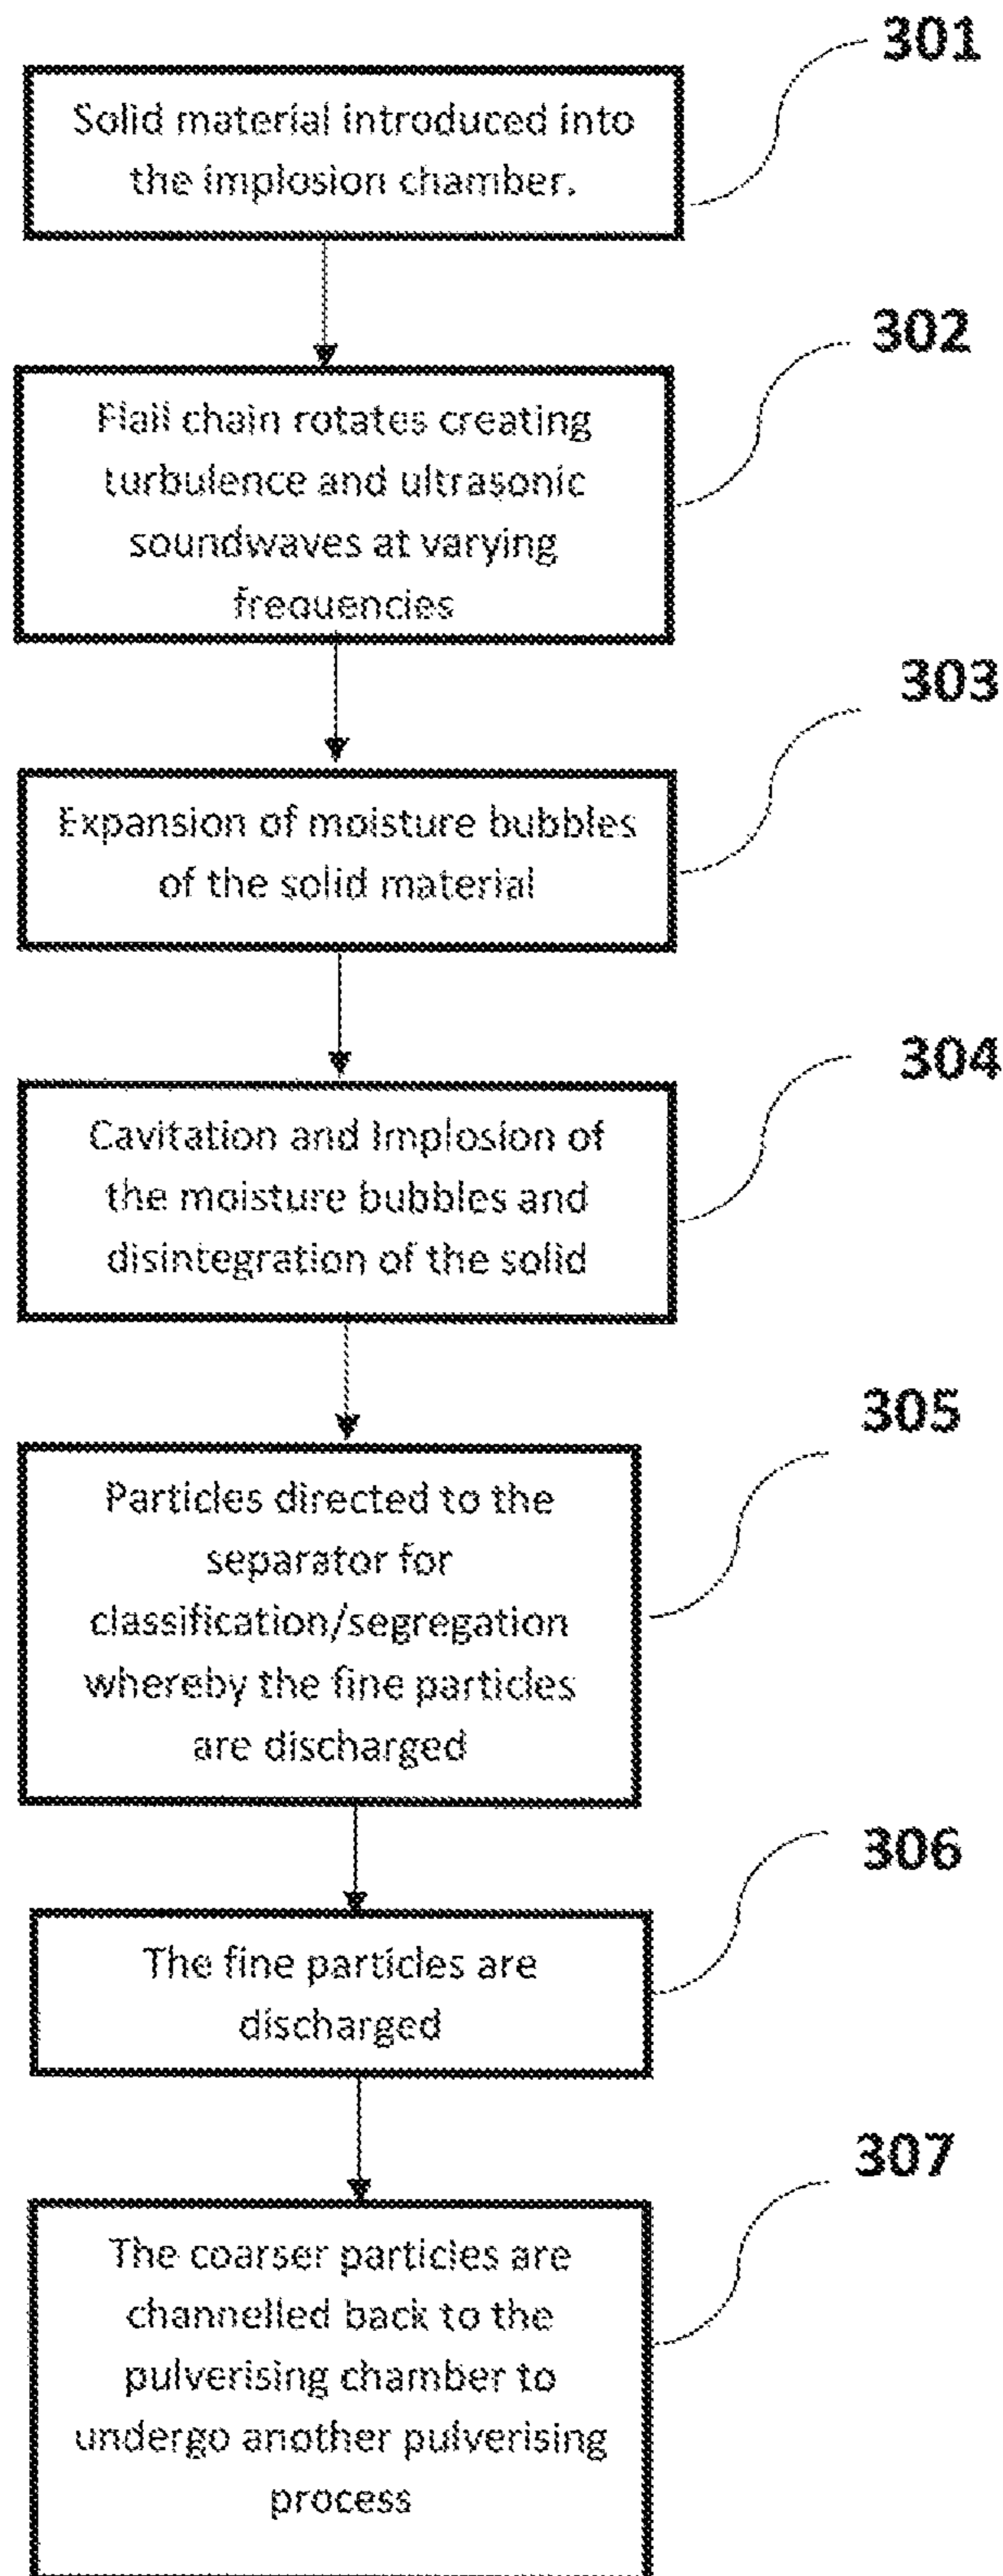 301
Solid material introduced into
the implosion chamber.
302
Flail chain rotates creating
turbulence and ultrasonic
soundwaves at varying
frequencies
303
Expansion of moisture bubbles
of the solid material
304
Cavitation and Implosion of
the moisture bubbles and
disintegration of the solid
305
Particles directed to the
separator for
classification/segregation
whereby the fine particles
are discharged
306
The fine particles are
discharged
307
The coarser particles are
channelled back to the
pulverising chamber to
undergo another pulverising
process